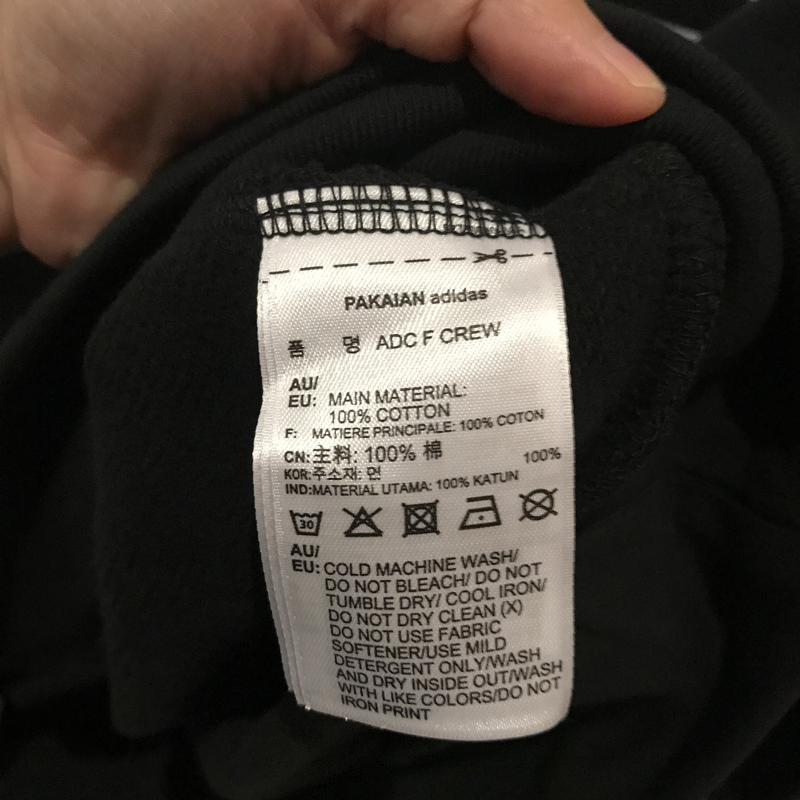 PAKAIAN adidas
품 명 ADC F CREW
AU/
EU: MAIN MATERIAL:
100% COTTON
F: MATIERE PRINCIPALE: 100% COTON
CN:主料: 100% 棉
KOR:주소재: 면 100%
IND:MATERIAL UTAMA: 100% KATUN
30
AU/
EU: COLD MACHINE WASH/
DO NOT BLEACH/ DO NOT
TUMBLE DRY/ COOL IRON/
DO NOT DRY CLEAN (X)
DO NOT USE FABRIC
SOFTENER/USE MILD
DETERGENT ONLY/WASH
AND DRY INSIDE OUT/WASH
WITH LIKE COLORS/DO NOT
IRON PRINT